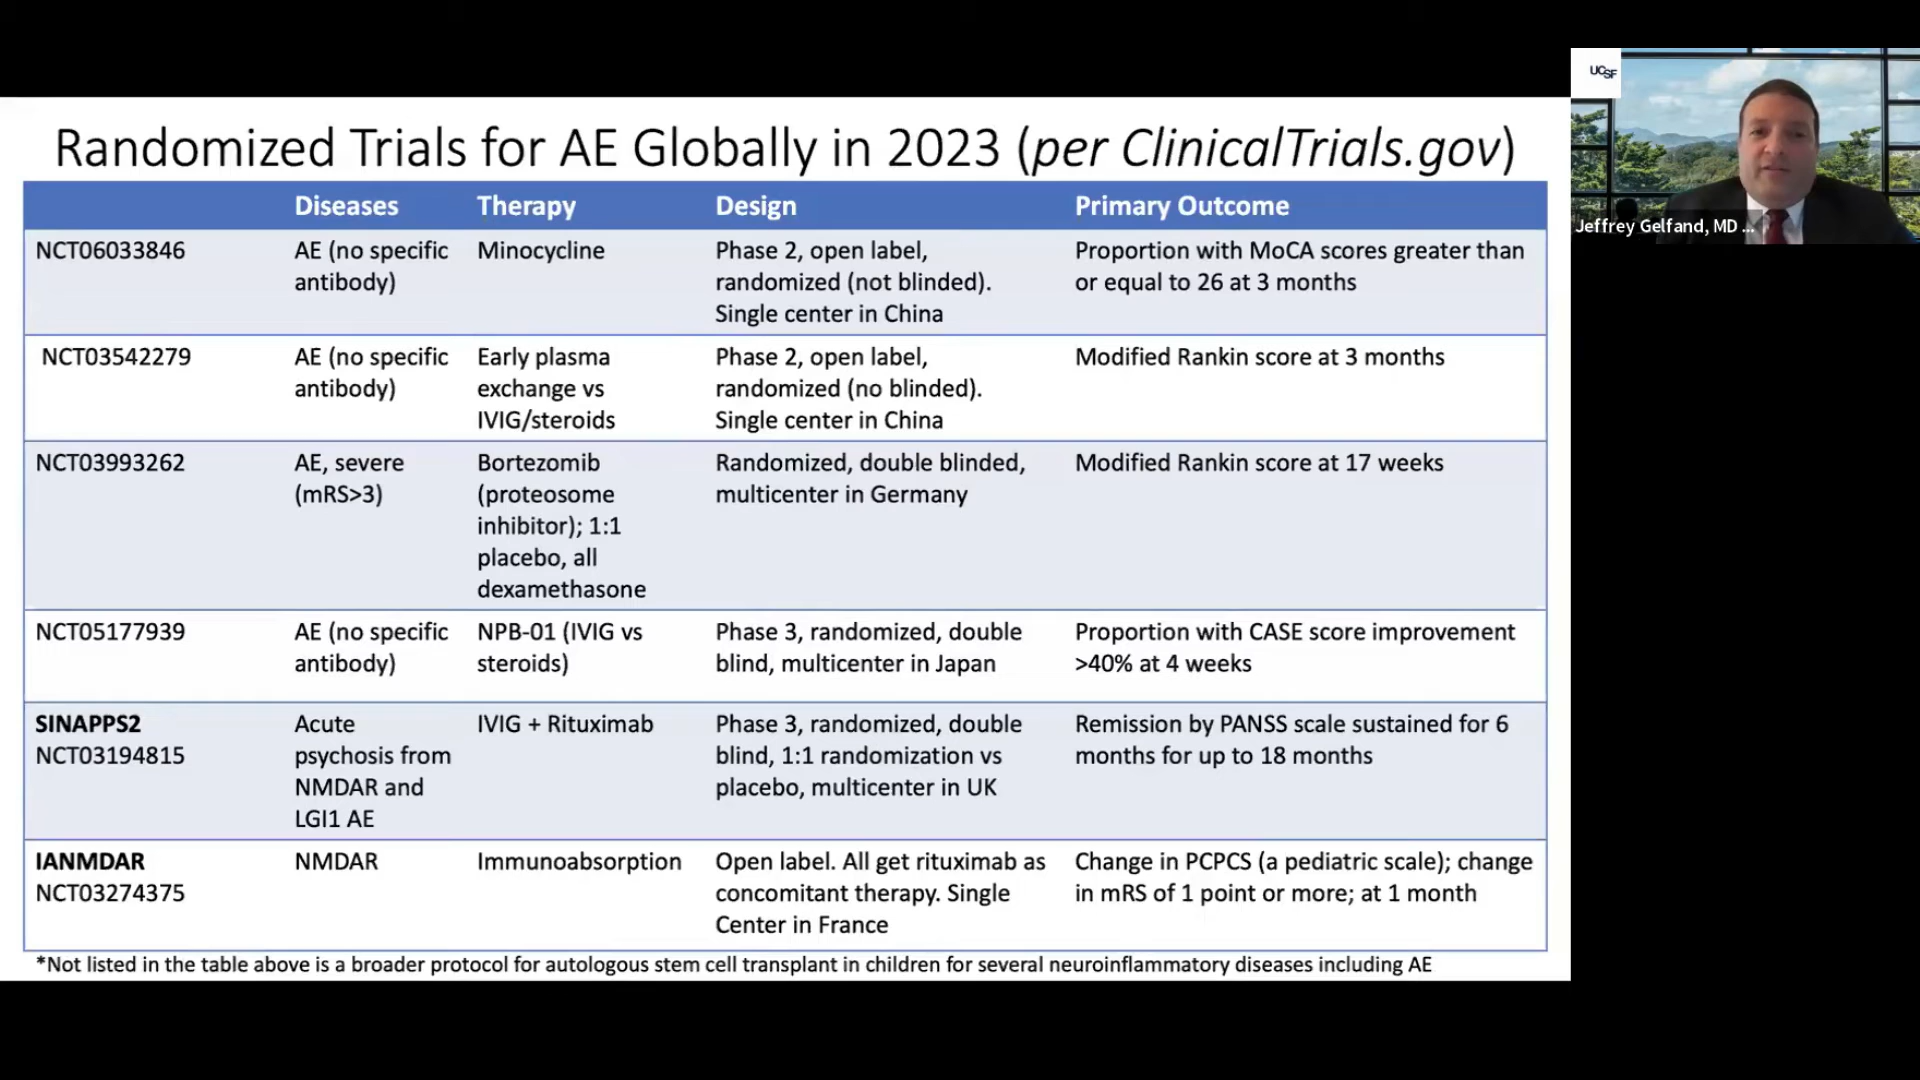 Randomized Trials for AE Globally in 2023 (per ClinicalTrials.gov)
Diseases Therapy Design Primary Outcome
NCT06033846
AE (no specific
antibody)
Minocycline
Phase 2, open label,
randomized (not blinded).
Single center in China
Proportion with MoCA scores greater than
or equal to 26 at 3 months
NCT03542279
AE (no specific
antibody)
Early plasma
exchange vs
IVIG/steroids
Phase 2, open label,
randomized (no blinded).
Single center in China
Modified Rankin score at 3 months
NCT03993262
AE, severe
(mRS>3)
Bortezomib
(proteosome
inhibitor); 1:1
placebo, all
dexamethasone
Randomized, double blinded,
multicenter in Germany
Modified Rankin score at 17 weeks
NCT05177939
AE (no specific
antibody)
NPB-01 (IVIG vs
steroids)
Phase 3, randomized, double
blind, multicenter in Japan
Proportion with CASE score improvement
>40% at 4 weeks
SINAPPS2
NCT03194815
Acute
psychosis from
NMDAR and
LGI1 AE
IVIG + Rituximab
Phase 3, randomized, double
blind, 1:1 randomization vs
placebo, multicenter in UK
Remission by PANSS scale sustained for 6
months for up to 18 months
IANMDAR
NCT03274375
NMDAR
Immunoabsorption
Open label. All get rituximab as
concomitant therapy. Single
Center in France
Change in PCPCS (a pediatric scale); change
in mRS of 1 point or more; at 1 month
*Not listed in the table above is a broader protocol for autologous stem cell transplant in children for several neuroinflammatory diseases including AE
UCSF
Jeffrey Gelfand, MD ...